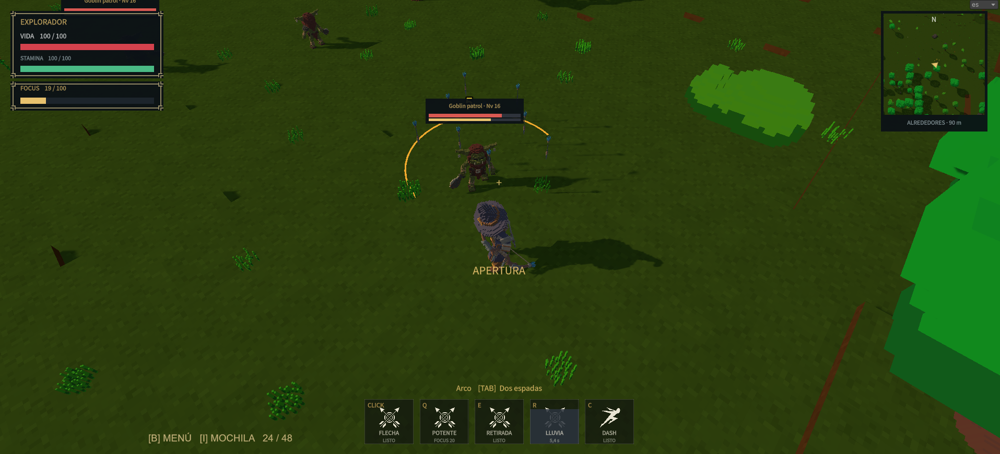 Goblin patrol · Nv 16
es
EXPLORADOR
VIDA 100 / 100
STAMINA 100 / 100
FOCUS 19 / 100
N
ALREDEDORES · 90 m
Goblin patrol · Nv 16
APERTURA
Arco [TAB] Dos espadas
CLICK
FLECHA
LISTO
Q
POTENTE
FOCUS 20
E
RETIRADA
LISTO
R
LLUVIA
5,4 s
C
DASH
LISTO
[B] MENÚ [I] MOCHILA 24 / 48